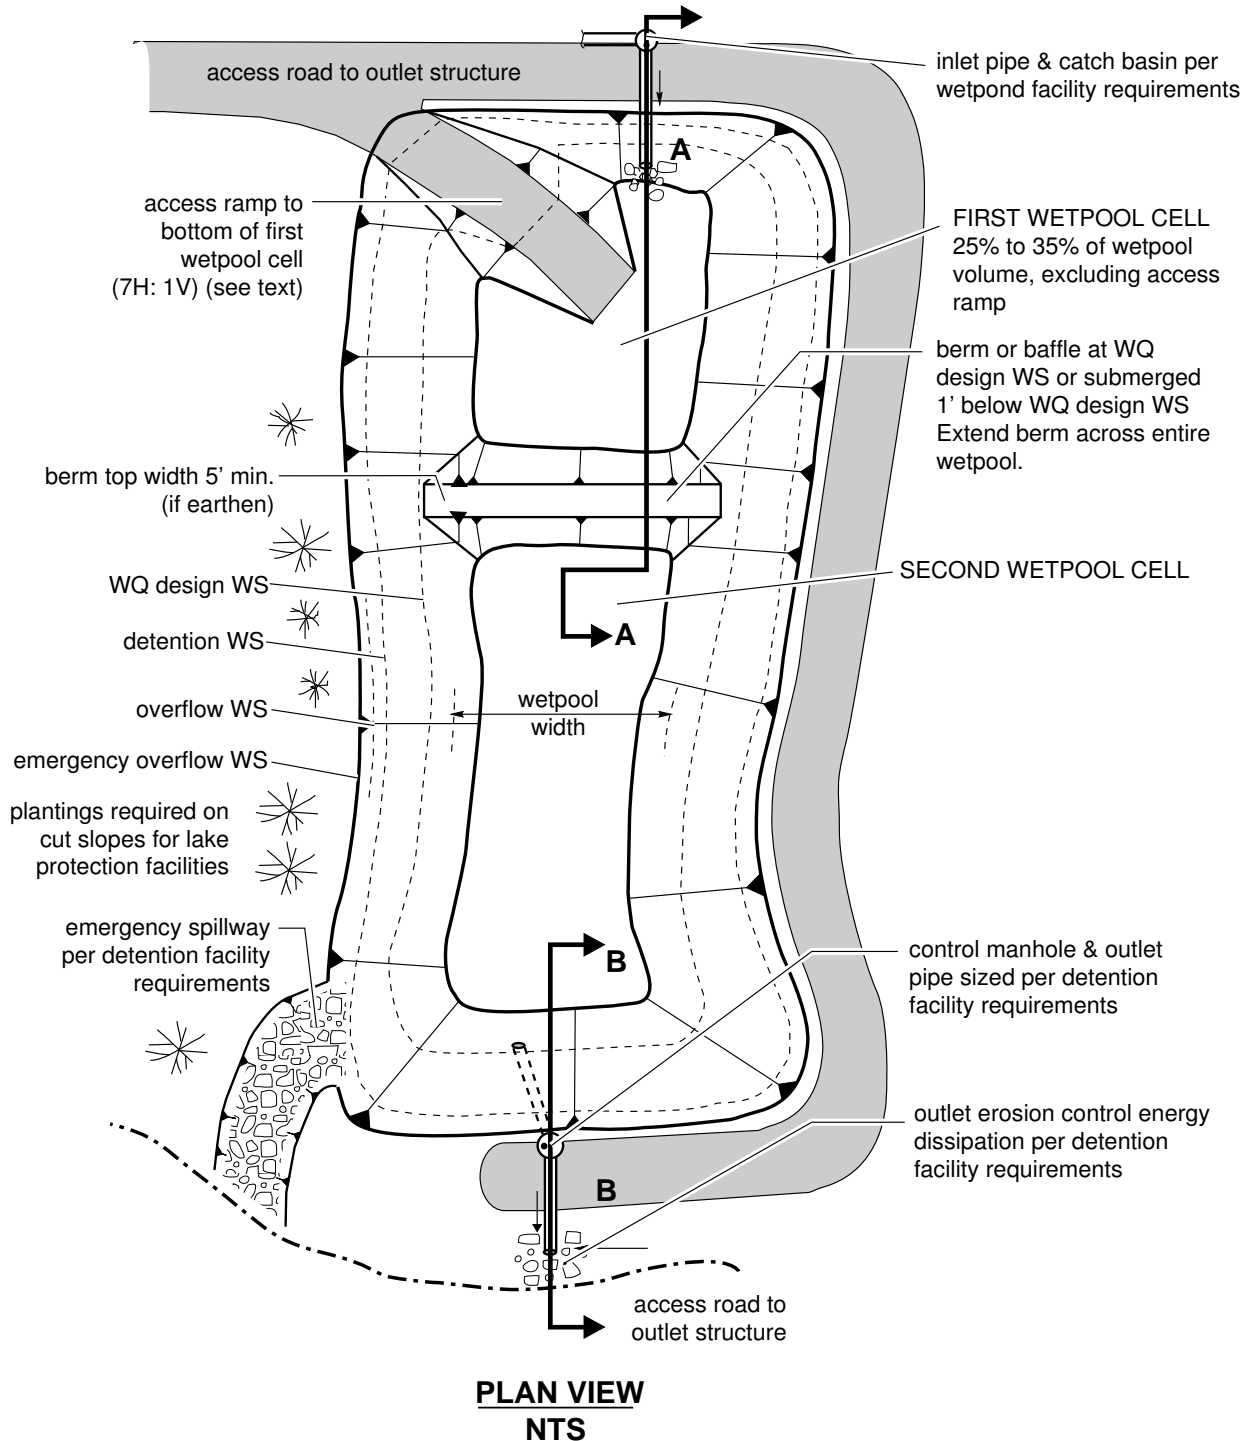 access road to outlet structure
inlet pipe & catch basin per
wetpond facility requirements
A
access ramp to
bottom of first
wetpool cell
(7H: 1V) (see text)
FIRST WETPOOL CELL
25% to 35% of wetpool
volume, excluding access
ramp
berm or baffle at WQ
design WS or submerged
1' below WQ design WS
Extend berm across entire
wetpool.
berm top width 5' min.
(if earthen)
WQ design WS
SECOND WETPOOL CELL
detention WS
A
overflow WS
wetpool
width
emergency overflow WS
plantings required on
cut slopes for lake
protection facilities
emergency spillway
per detention facility
requirements
B
control manhole & outlet
pipe sized per detention
facility requirements
outlet erosion control energy
dissipation per detention
facility requirements
B
access road to
outlet structure
PLAN VIEW
NTS